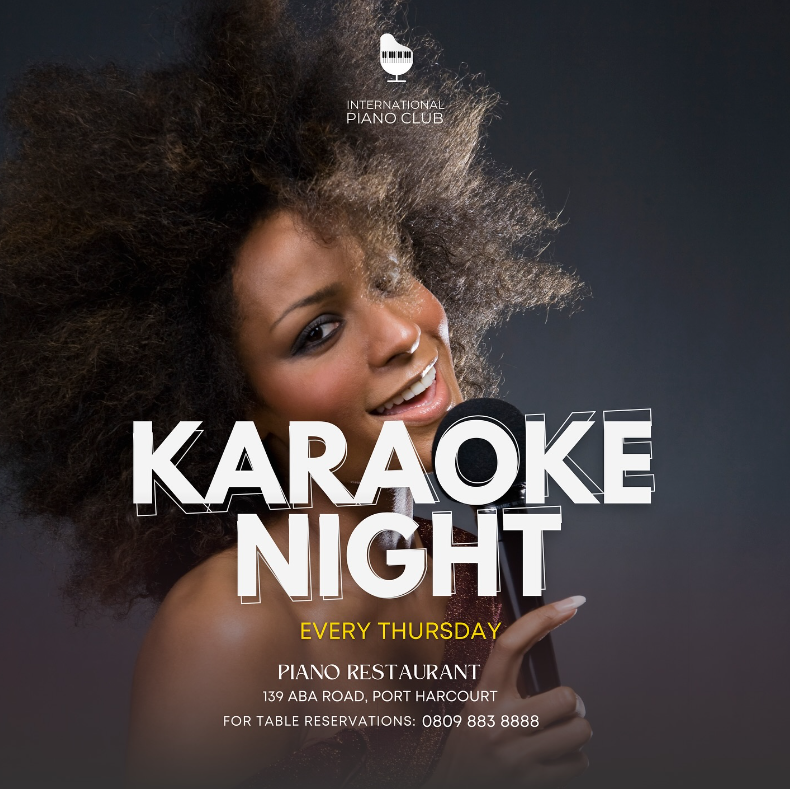 INTERNATIONAL
PIANO CLUB
KARAOKE
NIGHT
EVERY THURSDAY
PIANO RESTAURANT
139 ABA ROAD, PORT HARCOURT
FOR TABLE RESERVATIONS: 0809 883 8888